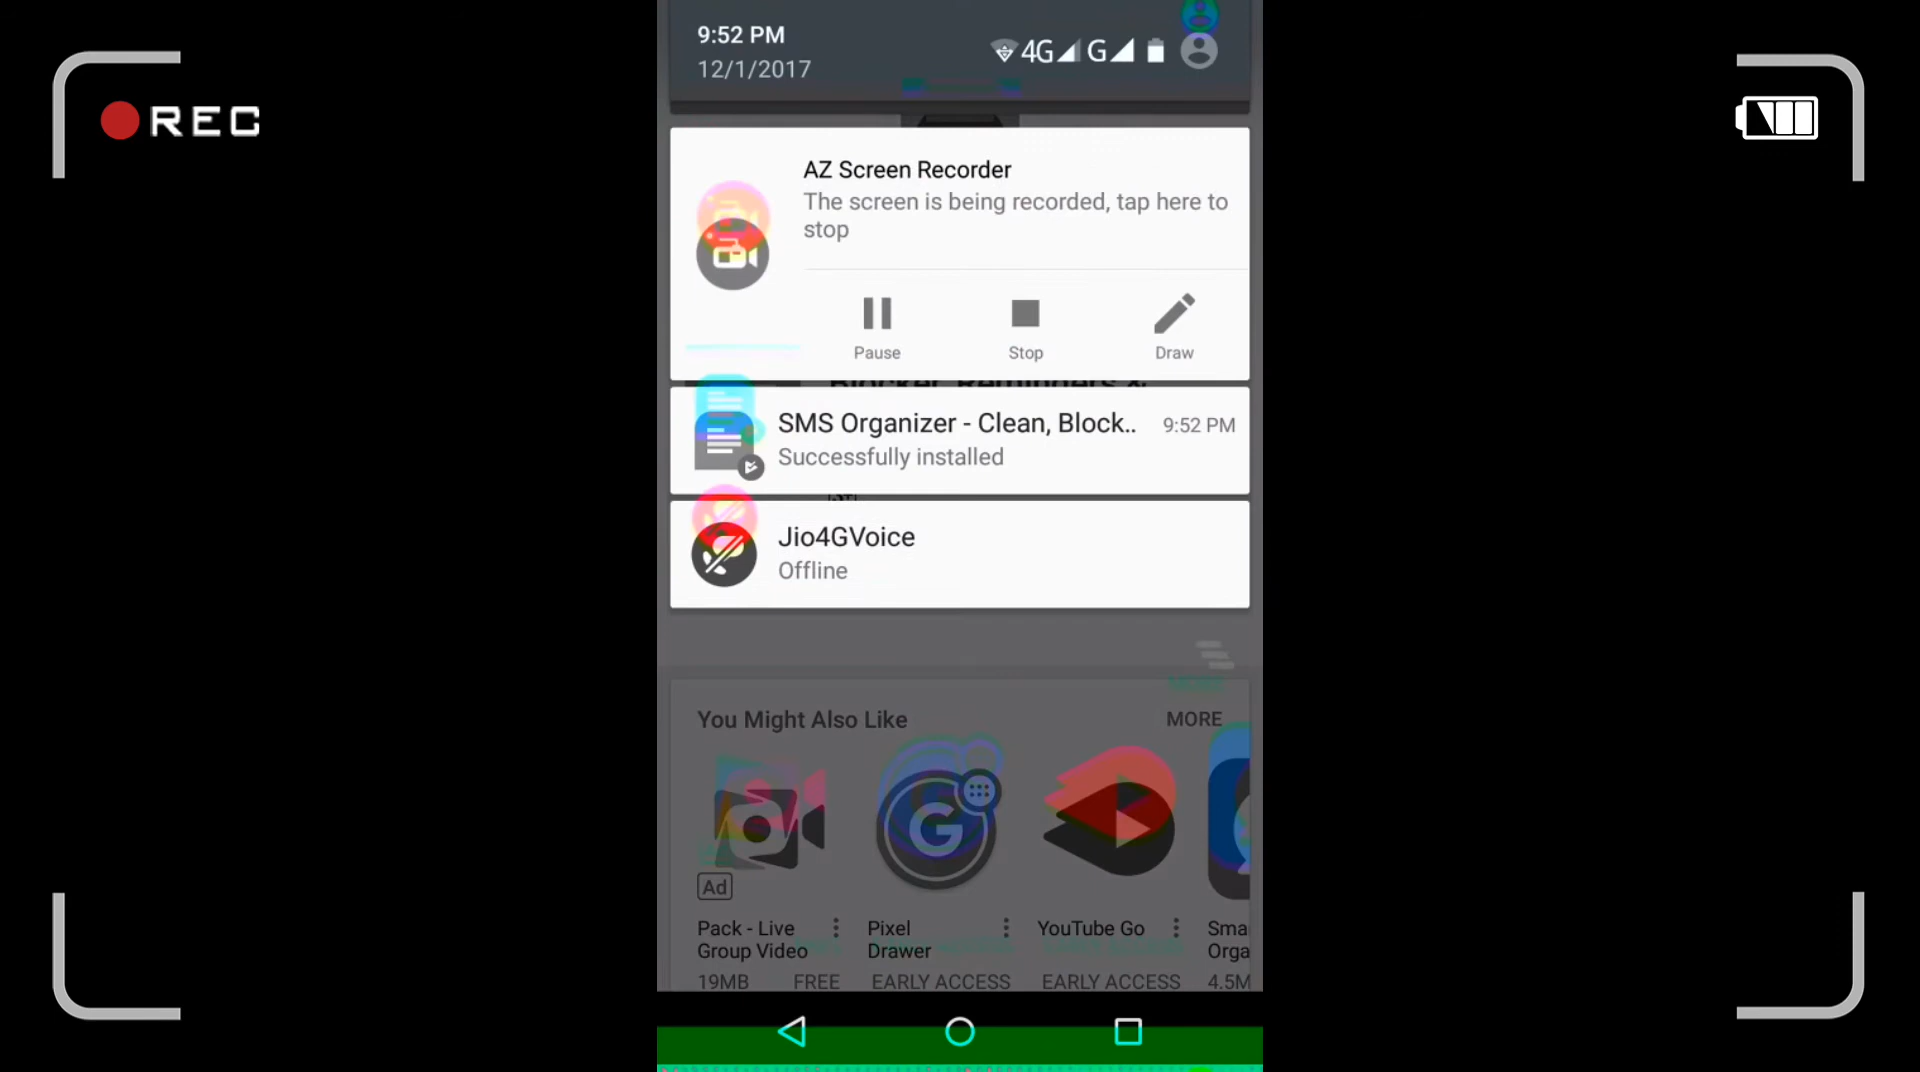 REC
9:52 PM
4G G
12/1/2017
AZ Screen Recorder
The screen is being recorded, tap here to
stop
Pause Stop Draw
SMS Organizer - Clean, Block.. 9:52 PM
Successfully installed
Jio4GVoice
Offline
You Might Also Like MORE
Ad
Pack - Live Pixel YouTube Go Sma
Group Video Drawer Orga
19MB FREE EARLY ACCESS EARLY ACCESS 4.5M